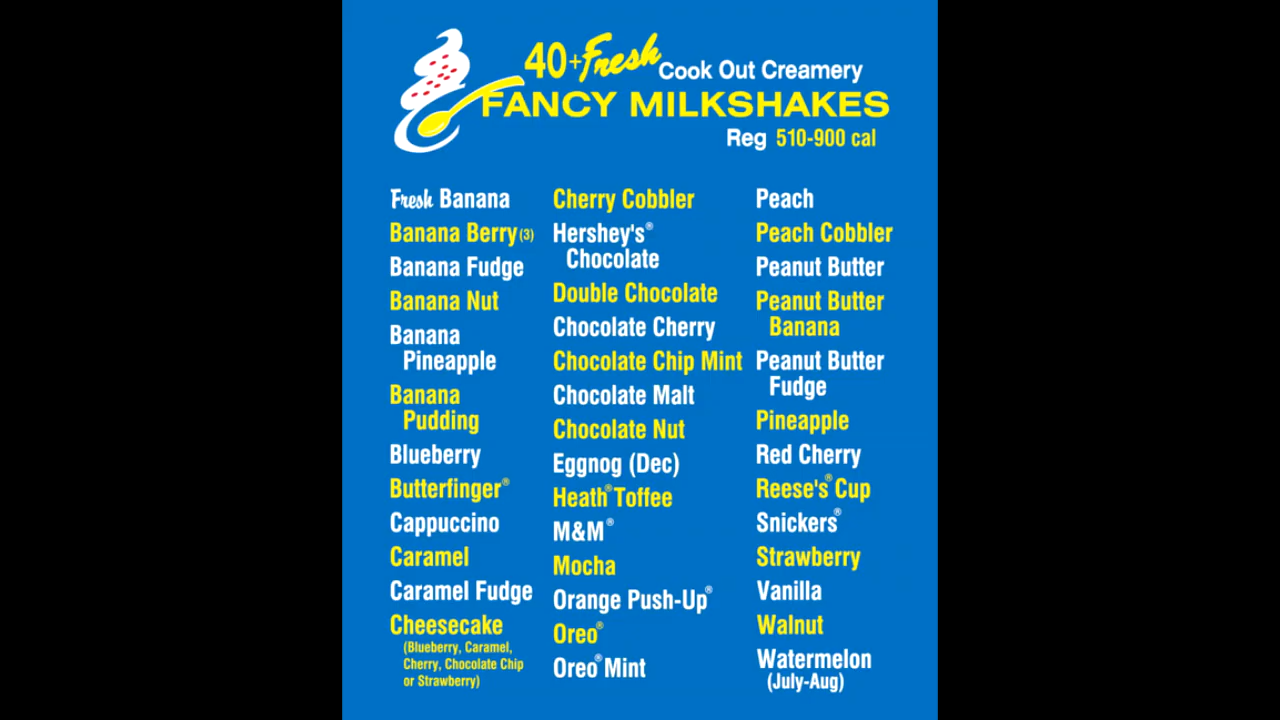 40+ Fresh Cook Out Creamery
FANCY MILKSHAKES
Reg 510-900 cal
Fresh Banana
Banana Berry (3)
Banana Fudge
Banana Nut
Banana
Pineapple
Banana
Pudding
Blueberry
Butterfinger®
Cappuccino
Caramel
Caramel Fudge
Cheesecake
(Blueberry, Caramel,
Cherry, Chocolate Chip
or Strawberry)
Cherry Cobbler
Hershey's®
Chocolate
Double Chocolate
Chocolate Cherry
Chocolate Chip Mint
Chocolate Malt
Chocolate Nut
Eggnog (Dec)
Heath® Toffee
M&M®
Mocha
Orange Push-Up®
Oreo®
Oreo® Mint
Peach
Peach Cobbler
Peanut Butter
Peanut Butter
Banana
Peanut Butter
Fudge
Pineapple
Red Cherry
Reese's® Cup
Snickers®
Strawberry
Vanilla
Walnut
Watermelon
(July-Aug)